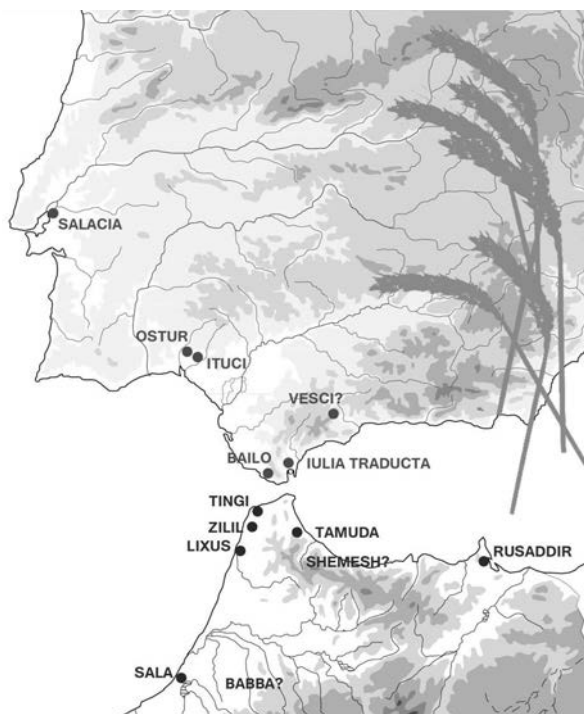 SALACIA
OSTUR
ITUCI
VESCI?
BAILO
IULIA TRADUCTA
TINGI
ZILIL
TAMUDA
LIXUS
RUSADDIR
SHEMESH?
SALA
BABBA?